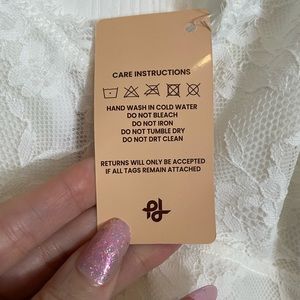 CARE INSTRUCTIONS
HAND WASH IN COLD WATER
DO NOT BLEACH
DO NOT IRON
DO NOT TUMBLE DRY
DO NOT DRT CLEAN
RETURNS WILL ONLY BE ACCEPTED
IF ALL TAGS REMAIN ATTACHED